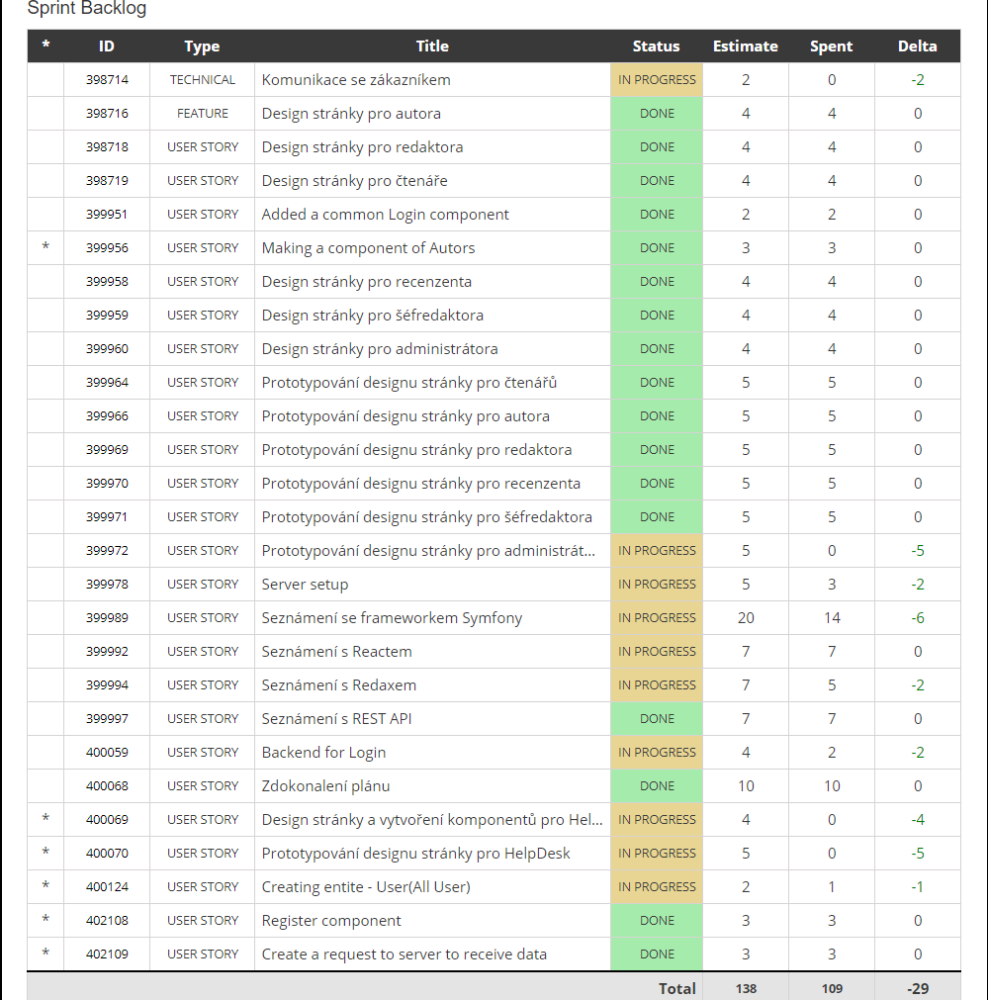 Sprint Backlog
* ID Type Title Status Estimate Spent Delta
398714 TECHNICAL Komunikace se zákazníkem IN PROGRESS 2 0 -2
398716 FEATURE Design stránky pro autora DONE 4 4 0
398718 USER STORY Design stránky pro redaktora DONE 4 4 0
398719 USER STORY Design stránky pro čtenáře DONE 4 4 0
399951 USER STORY Added a common Login component DONE 2 2 0
* 399956 USER STORY Making a component of Autors DONE 3 3 0
399958 USER STORY Design stránky pro recenzenta DONE 4 4 0
399959 USER STORY Design stránky pro šéfredaktora DONE 4 4 0
399960 USER STORY Design stránky pro administrátora DONE 4 4 0
399964 USER STORY Prototypování designu stránky pro čtenářů DONE 5 5 0
399966 USER STORY Prototypování designu stránky pro autora DONE 5 5 0
399969 USER STORY Prototypování designu stránky pro redaktora DONE 5 5 0
399970 USER STORY Prototypování designu stránky pro recenzenta DONE 5 5 0
399971 USER STORY Prototypování designu stránky pro šéfredaktora DONE 5 5 0
399972 USER STORY Prototypování designu stránky pro administrát... IN PROGRESS 5 0 -5
399978 USER STORY Server setup IN PROGRESS 5 3 -2
399989 USER STORY Seznámení se frameworkem Symfony IN PROGRESS 20 14 -6
399992 USER STORY Seznámení s Reactem IN PROGRESS 7 7 0
399994 USER STORY Seznámení s Redaxem IN PROGRESS 7 5 -2
399997 USER STORY Seznámení s REST API DONE 7 7 0
400059 USER STORY Backend for Login IN PROGRESS 4 2 -2
400068 USER STORY Zdokonalení plánu DONE 10 10 0
* 400069 USER STORY Design stránky a vytvoření komponentů pro Hel... IN PROGRESS 4 0 -4
* 400070 USER STORY Prototypování designu stránky pro HelpDesk IN PROGRESS 5 0 -5
* 400124 USER STORY Creating entite - User(All User) IN PROGRESS 2 1 -1
* 402108 USER STORY Register component DONE 3 3 0
* 402109 USER STORY Create a request to server to receive data DONE 3 3 0
Total 138 109 -29